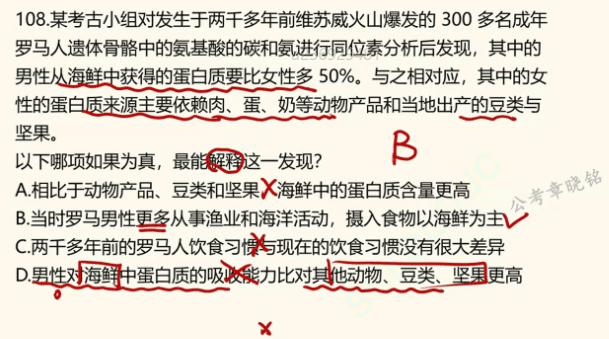 108.某考古小组对发生于两千多年前维苏威火山爆发的 300 多名成年
罗马人遗体骨骼中的氨基酸的碳和氮进行同位素分析后发现，其中的
男性从海鲜中获得的蛋白质要比女性多 50%。与之相对应，其中的女
性的蛋白质来源主要依赖肉、蛋、奶等动物产品和当地出产的豆类与
坚果。
B
以下哪项如果为真，最能解释这一发现？
A.相比于动物产品、豆类和坚果，海鲜中的蛋白质含量更高
公考章晓铭
B.当时罗马男性更多从事渔业和海洋活动，摄入食物以海鲜为主
C.两千多年前的罗马人饮食习惯与现在的饮食习惯没有很大差异
D.男性对海鲜中蛋白质的吸收能力比对其他动物、豆类、坚果更高